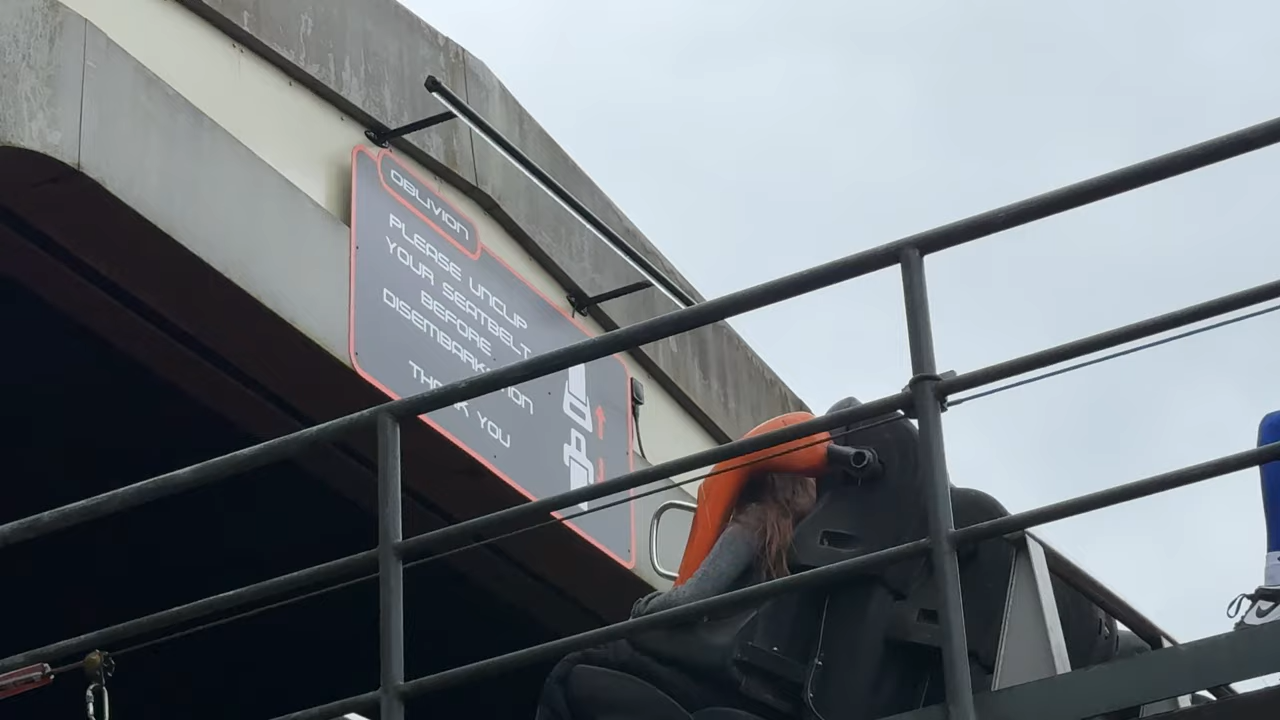 OBLIVION
PLEASE UNCLIP
YOUR SEATBELT
BEFORE
DISEMBARKATION
THANK YOU